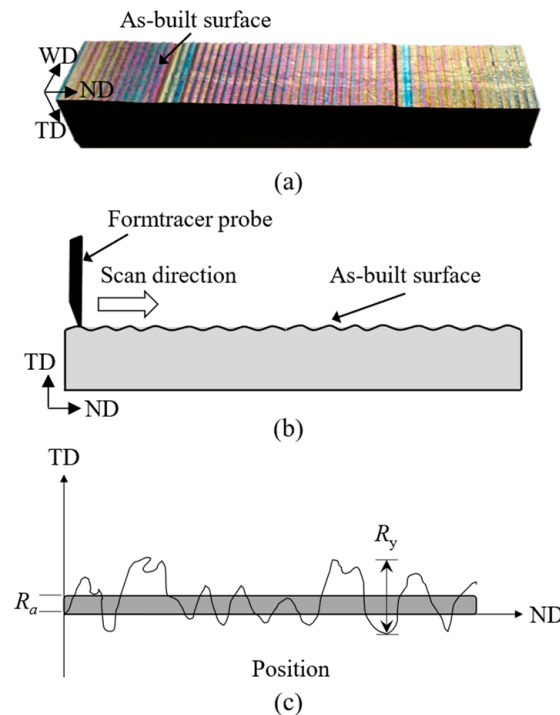 As-built surface
WD
ND
TD
(a)
Formtracer probe
Scan direction
As-built surface
TD
ND
(b)
TD
Ry
Ra
ND
Position
(c)